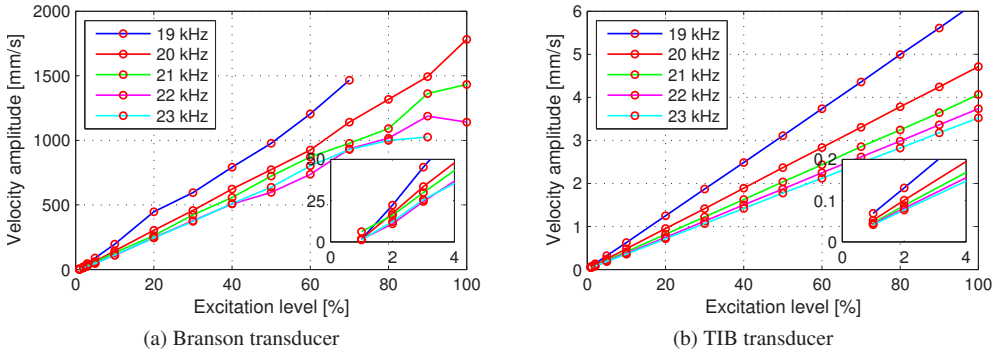 2000
1500
1000
500
0
Velocity amplitude [mm/s]
19 kHz
20 kHz
21 kHz
22 kHz
23 kHz
50
25
0
0 2 4
0 20 40 60 80 100
Excitation level [%]
(a) Branson transducer
6
5
4
3
2
1
0
Velocity amplitude [mm/s]
19 kHz
20 kHz
21 kHz
22 kHz
23 kHz
0.2
0.1
0
0 2 4
0 20 40 60 80 100
Excitation level [%]
(b) TIB transducer